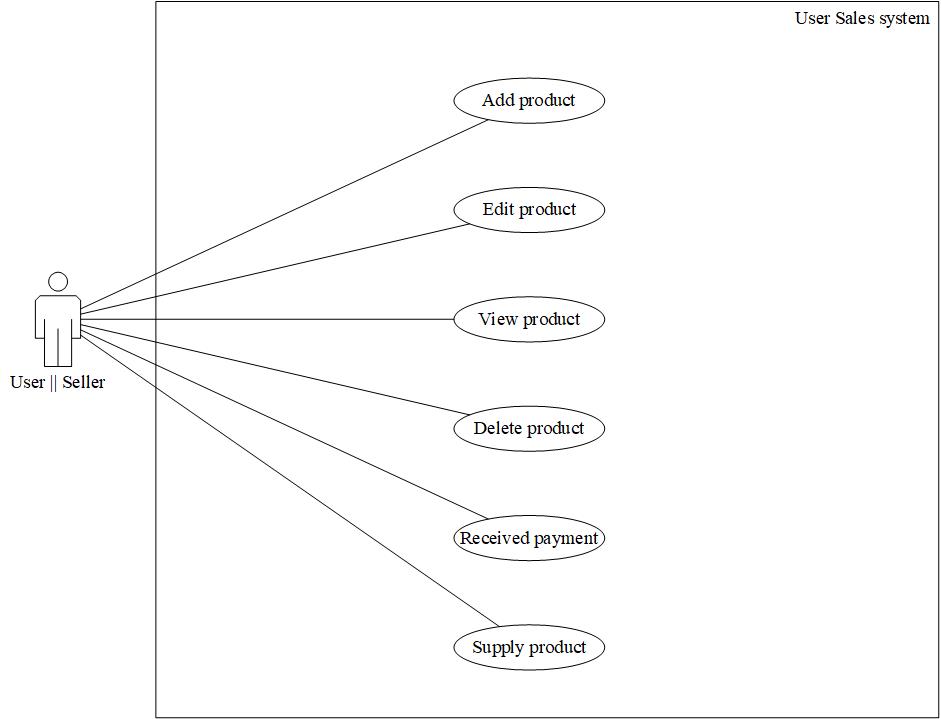 User Sales system
Add product
Edit product
View product
User || Seller
Delete product
Received payment
Supply product